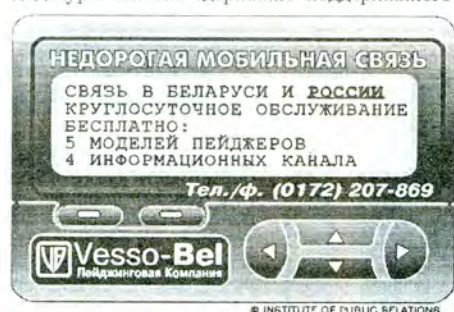 НЕДОРОГАЯ МОБИЛЬНАЯ СВЯЗЬ
СВЯЗЬ В БЕЛАРУСИ И РОССИИ
КРУГЛОСУТОЧНОЕ ОБСЛУЖИВАНИЕ
БЕСПЛАТНО:
5 МОДЕЛЕЙ ПЕЙДЖЕРОВ
4 ИНФОРМАЦИОННЫХ КАНАЛА
Тел./ф. (0172) 207-869
Vesso-Bel
Пейджинговая Компания
© INSTITUTE OF PUBLIC RELATIONS